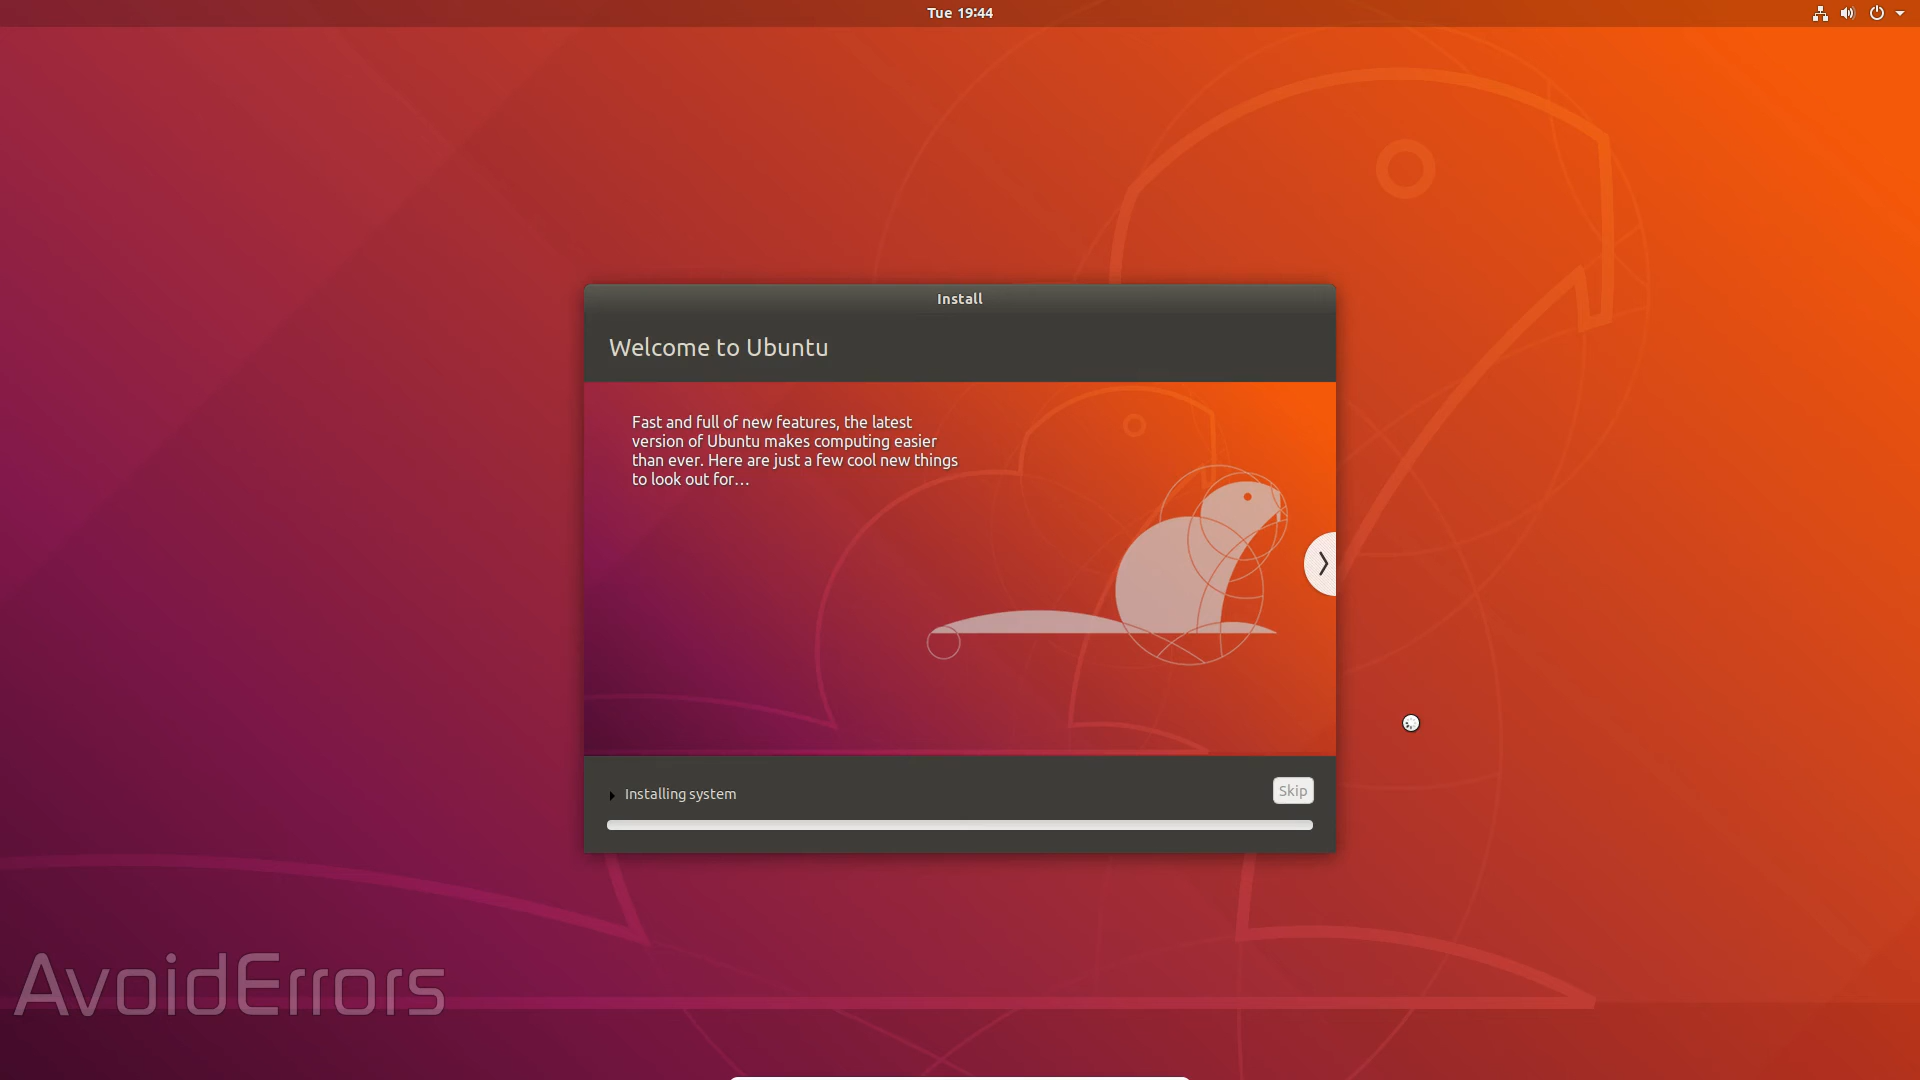 Tue 19:44
Install
Welcome to Ubuntu
Fast and full of new features, the latest
version of Ubuntu makes computing easier
than ever. Here are just a few cool new things
to look out for…
Installing system
Skip
AvoidErrors